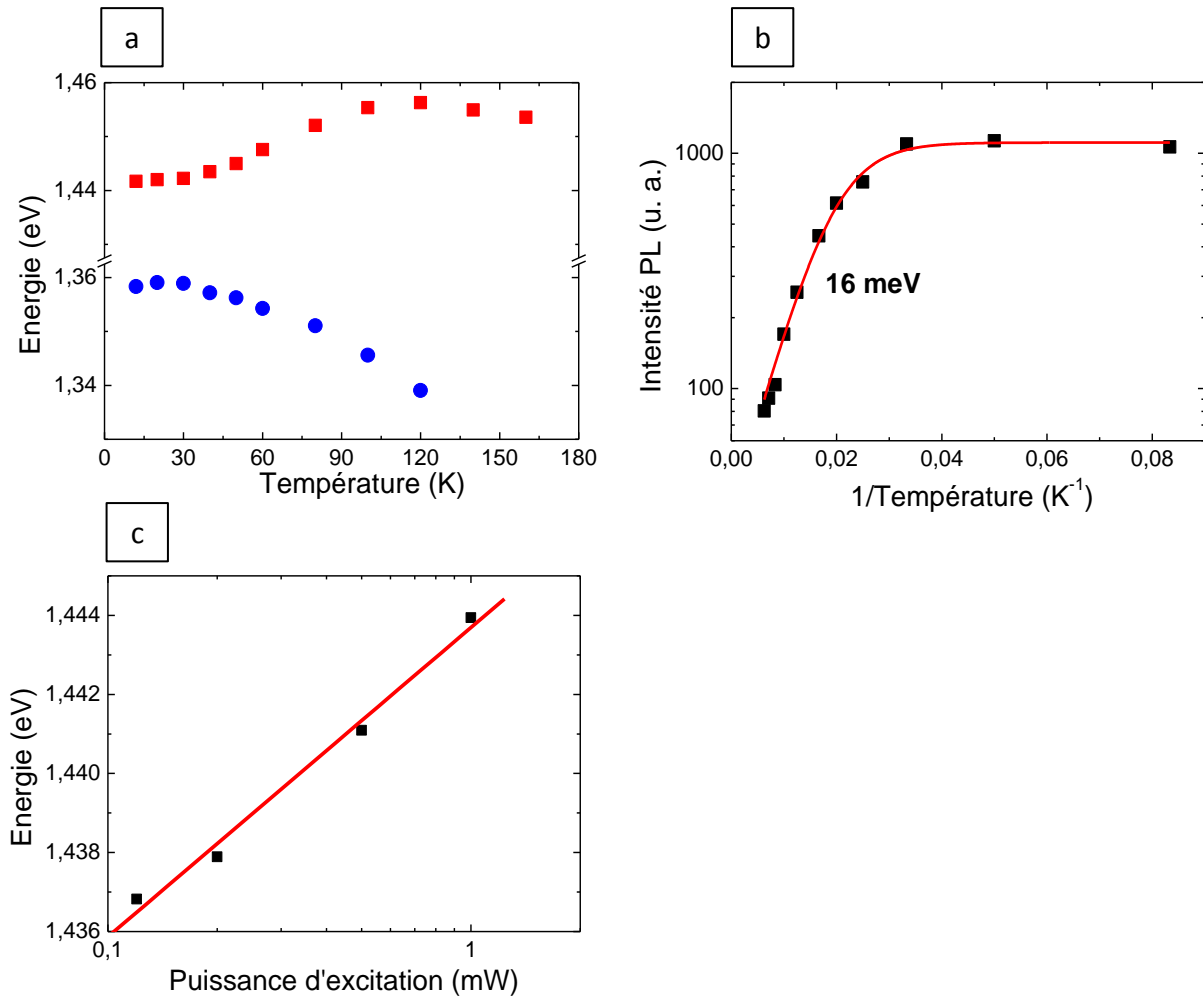 a
1,46
1,44
1,36
1,34
Energie (eV)
0 30 60 90 120 150 180
Température (K)
b
1000
100
Intensité PL (u. a.)
16 meV
0,00 0,02 0,04 0,06 0,08
1/Température (K⁻¹)
c
1,444
1,442
1,440
1,438
1,436
Energie (eV)
0,1 1
Puissance d'excitation (mW)